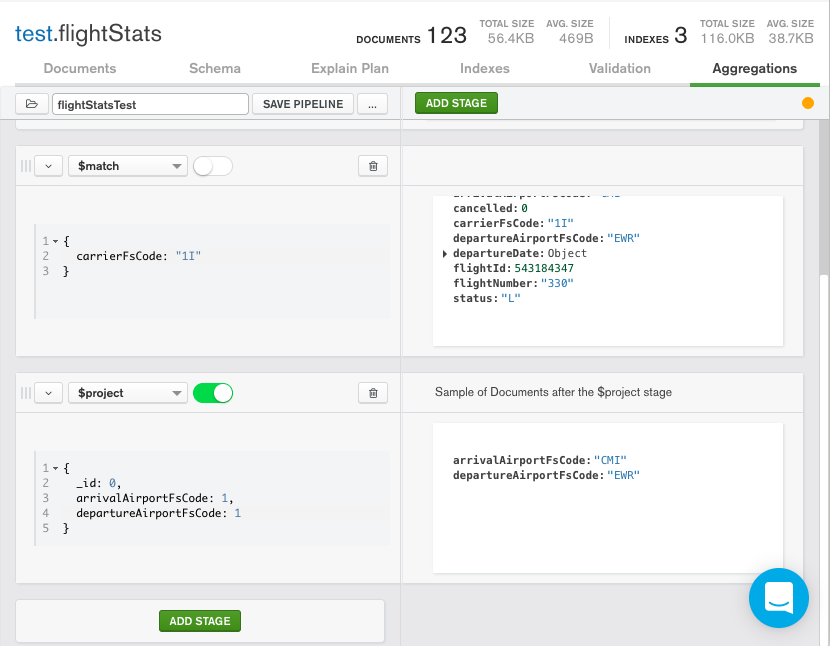 test.flightStats
DOCUMENTS 123 TOTAL SIZE 56.4KB AVG. SIZE 469B INDEXES 3 TOTAL SIZE 116.0KB AVG. SIZE 38.7KB
Documents Schema Explain Plan Indexes Validation Aggregations
flightStatsTest SAVE PIPELINE ... ADD STAGE
$match
1 {
2 carrierFsCode: "1I"
3 }
cancelled:0
carrierFsCode:"1I"
departureAirportFsCode:"EWR"
departureDate:Object
flightId:543184347
flightNumber:"330"
status:"L"
$project
Sample of Documents after the $project stage
1 {
2 _id: 0,
3 arrivalAirportFsCode: 1,
4 departureAirportFsCode: 1
5 }
arrivalAirportFsCode:"CMI"
departureAirportFsCode:"EWR"
ADD STAGE